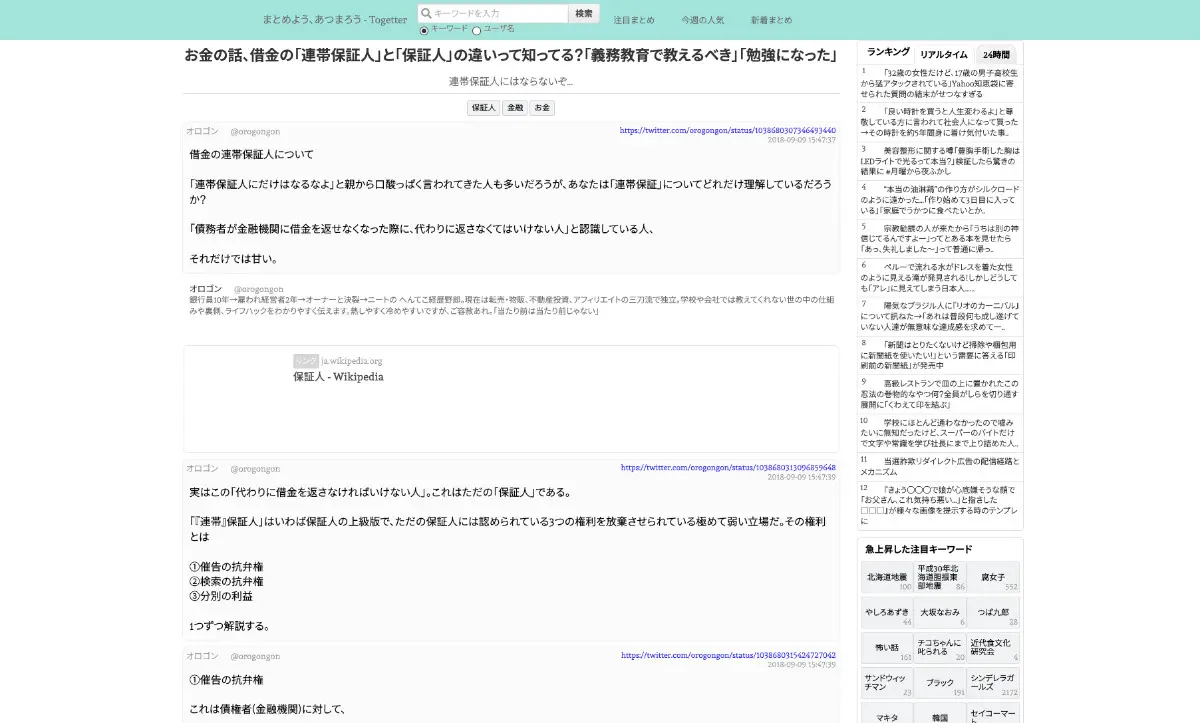 まとめよう、あつまろう - Togetter
キーワードを入力
検索
キーワード ユーザ名
注目まとめ
今週の人気
新着まとめ
お金の話、借金の「連帯保証人」と「保証人」の違いって知ってる?「義務教育で教えるべき」「勉強になった」
連帯保証人にはならないぞ...
保証人 金融 お金
オロゴン @orogongon
https://twitter.com/orogongon/status/1038680307346493440
2018-09-09 15:47:37
借金の連帯保証人について
「連帯保証人にだけはなるなよ」と親から口酸っぱく言われてきた人も多いだろうが、あなたは「連帯保証」についてどれだけ理解しているだろう
か?
「債務者が金融機関に借金を返せなくなった際に、代わりに返さなくてはいけない人」と認識している人、
それだけでは甘い。
オロゴン @orogongon
銀行員10年→雇われ経営者2年→オーナーと決裂→ニートの へんてこ経歴野郎。現在は転売・物販、不動産投資、アフィリエイトの三刀流で独立。学校や会社では教えてくれない世の中の仕組
みや裏側、ライフハックをわかりやすく伝えます。熱しやすく冷めやすいですが、ご容赦あれ。「当たり前は当たり前じゃない」
リンク ja.wikipedia.org
保証人 - Wikipedia
オロゴン @orogongon
https://twitter.com/orogongon/status/1038680313096859648
2018-09-09 15:47:39
実はこの「代わりに借金を返さなければいけない人」。これはただの「保証人」である。
「『連帯』保証人」はいわば保証人の上級版で、ただの保証人には認められている3つの権利を放棄させられている極めて弱い立場だ。その権利
とは
①催告の抗弁権
②検索の抗弁権
③分別の利益
1つずつ解説する。
オロゴン @orogongon
https://twitter.com/orogongon/status/1038680315424727042
2018-09-09 15:47:39
①催告の抗弁権
これは債権者(金融機関)に対して、
ランキング リアルタイム 24時間
1 「32歳の女性だけど、17歳の男子高校生
から猛アタックされている」Yahoo知恵袋に寄
せられた質問の結末がせつなすぎる
2 「良い時計を買うと人生変わるよ」と尊
敬している方に言われて社会人になって買った
→その時計を約5年間身に着け気付いた事..
3 美容整形に関する噂「豊胸手術した胸は
LEDライトで光るって本当?」検証したら驚きの
結果に #月曜から夜ふかし
4 “本当の油淋鶏”の作り方がシルクロード
のように遠かった…「作り始めて3日目に入って
いる」「家庭でうかつに食べたいとか..
5 宗教勧誘の人が来たから「うちは別の神
信じてるんですよー」ってとある本を見せたら
「あっ、失礼しました〜」って普通に帰っ..
6 ペルーで流れる水がドレスを着た女性
のように見える滝が発見される!しかしどうして
も「アレ」に見えてしまう日本人.....
7 陽気なブラジル人に『リオのカーニバル』
について訊ねた→「あれは普段何も成し遂げて
いない人達が無意味な達成感を求めて一..
8 「新聞はとりたくないけど掃除や梱包用
に新聞紙を使いたい!」という需要に答える「印
刷前の新聞紙」が発売中
9 高級レストランで皿の上に置かれたこの
忍法の巻物的なやつ何?全員がしらを切り通す
展開に「くわえて印を結ぶ」
10 学校にほとんど通わなかったので嘘み
たいに無知だったけど、スーパーのバイトだけ
で文字や常識を学び社長にまで上り詰めた人..
11 当選詐欺リダイレクト広告の配信経路と
メカニズム
12 『きょう〇〇〇で娘が心底嫌そうな顔で
「お父さん、これ気持ち悪い...」と指さした
□□□』が様々な画像を提示する時のテンプレ
に
急上昇した注目キーワード
北海道地震 100
平成30年北海道胆振東部地震 86
腐女子 552
やしろあずき 44
大坂なおみ 6
つば九郎 28
怖い話 161
チコちゃんに叱られる 20
近代食文化研究会 4
サンドウィッチマン 23
ブラック 191
シンデレラガールズ 2172
マキタ
韓国
セイコーマー